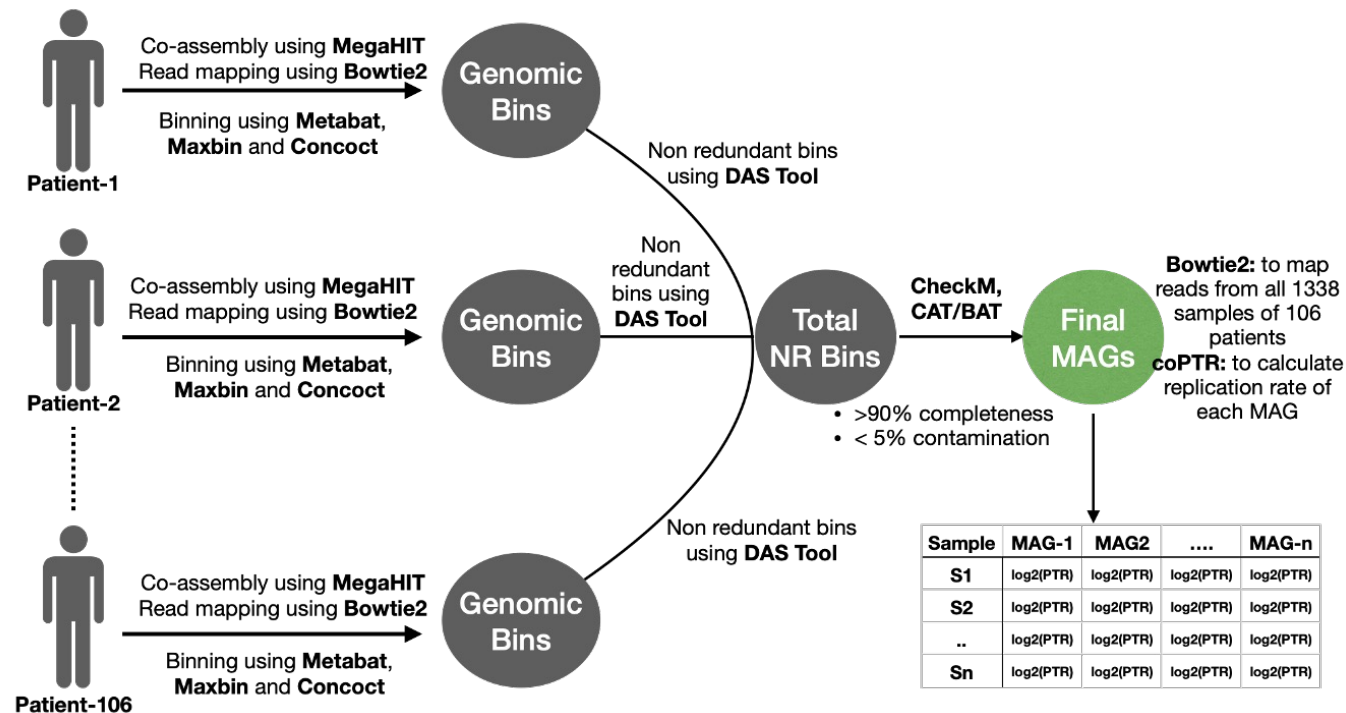 Co-assembly using MegaHIT
Read mapping using Bowtie2
Binning using Metabat,
Maxbin and Concoct
Patient-1
Genomic
Bins
Non redundant bins
using DAS Tool
Co-assembly using MegaHIT
Read mapping using Bowtie2
Binning using Metabat,
Maxbin and Concoct
Patient-2
Genomic
Bins
Non
redundant
bins using
DAS Tool
Total
NR Bins
CheckM,
CAT/BAT
• >90% completeness
• < 5% contamination
Final
MAGs
Bowtie2: to map
reads from all 1338
samples of 106
patients
coPTR: to calculate
replication rate of
each MAG
Co-assembly using MegaHIT
Read mapping using Bowtie2
Binning using Metabat,
Maxbin and Concoct
Patient-106
Genomic
Bins
Non redundant bins
using DAS Tool
Sample MAG-1 MAG2 .... MAG-n
S1 log2(PTR) log2(PTR) log2(PTR) log2(PTR)
S2 log2(PTR) log2(PTR) log2(PTR) log2(PTR)
.. log2(PTR) log2(PTR) log2(PTR) log2(PTR)
Sn log2(PTR) log2(PTR) log2(PTR) log2(PTR)